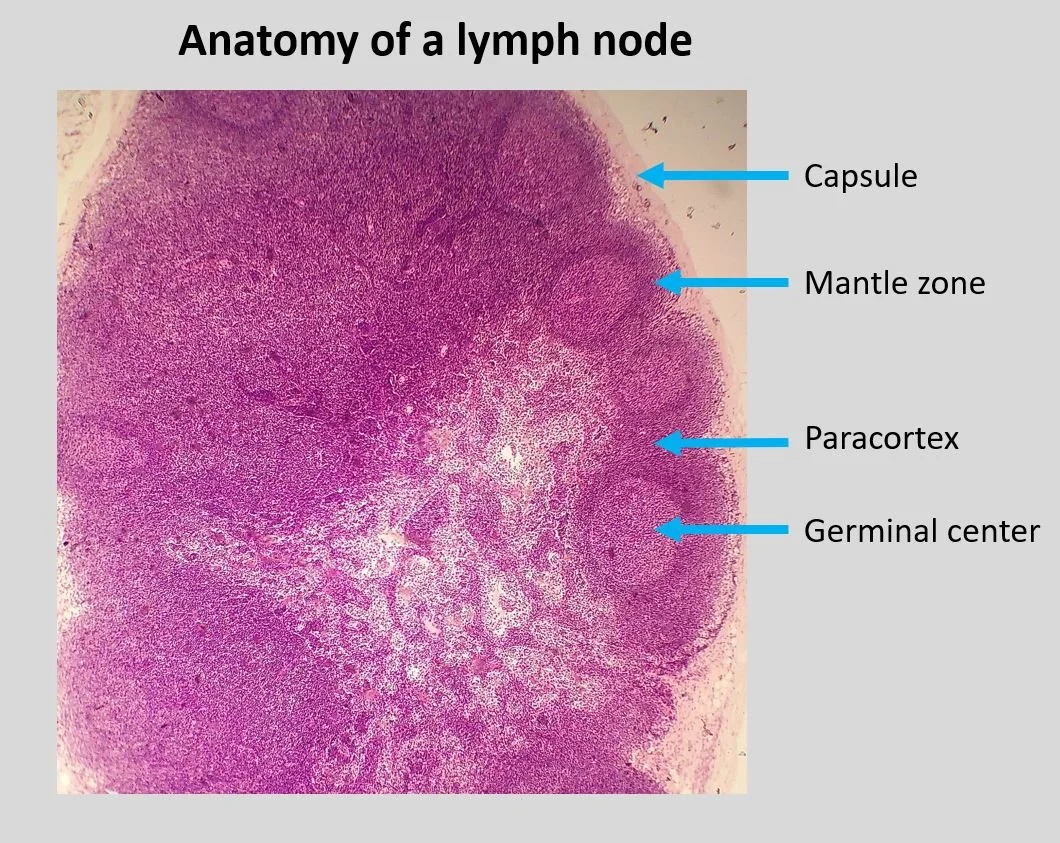 Anatomy of a lymph node
Capsule
Mantle zone
Paracortex
Germinal center